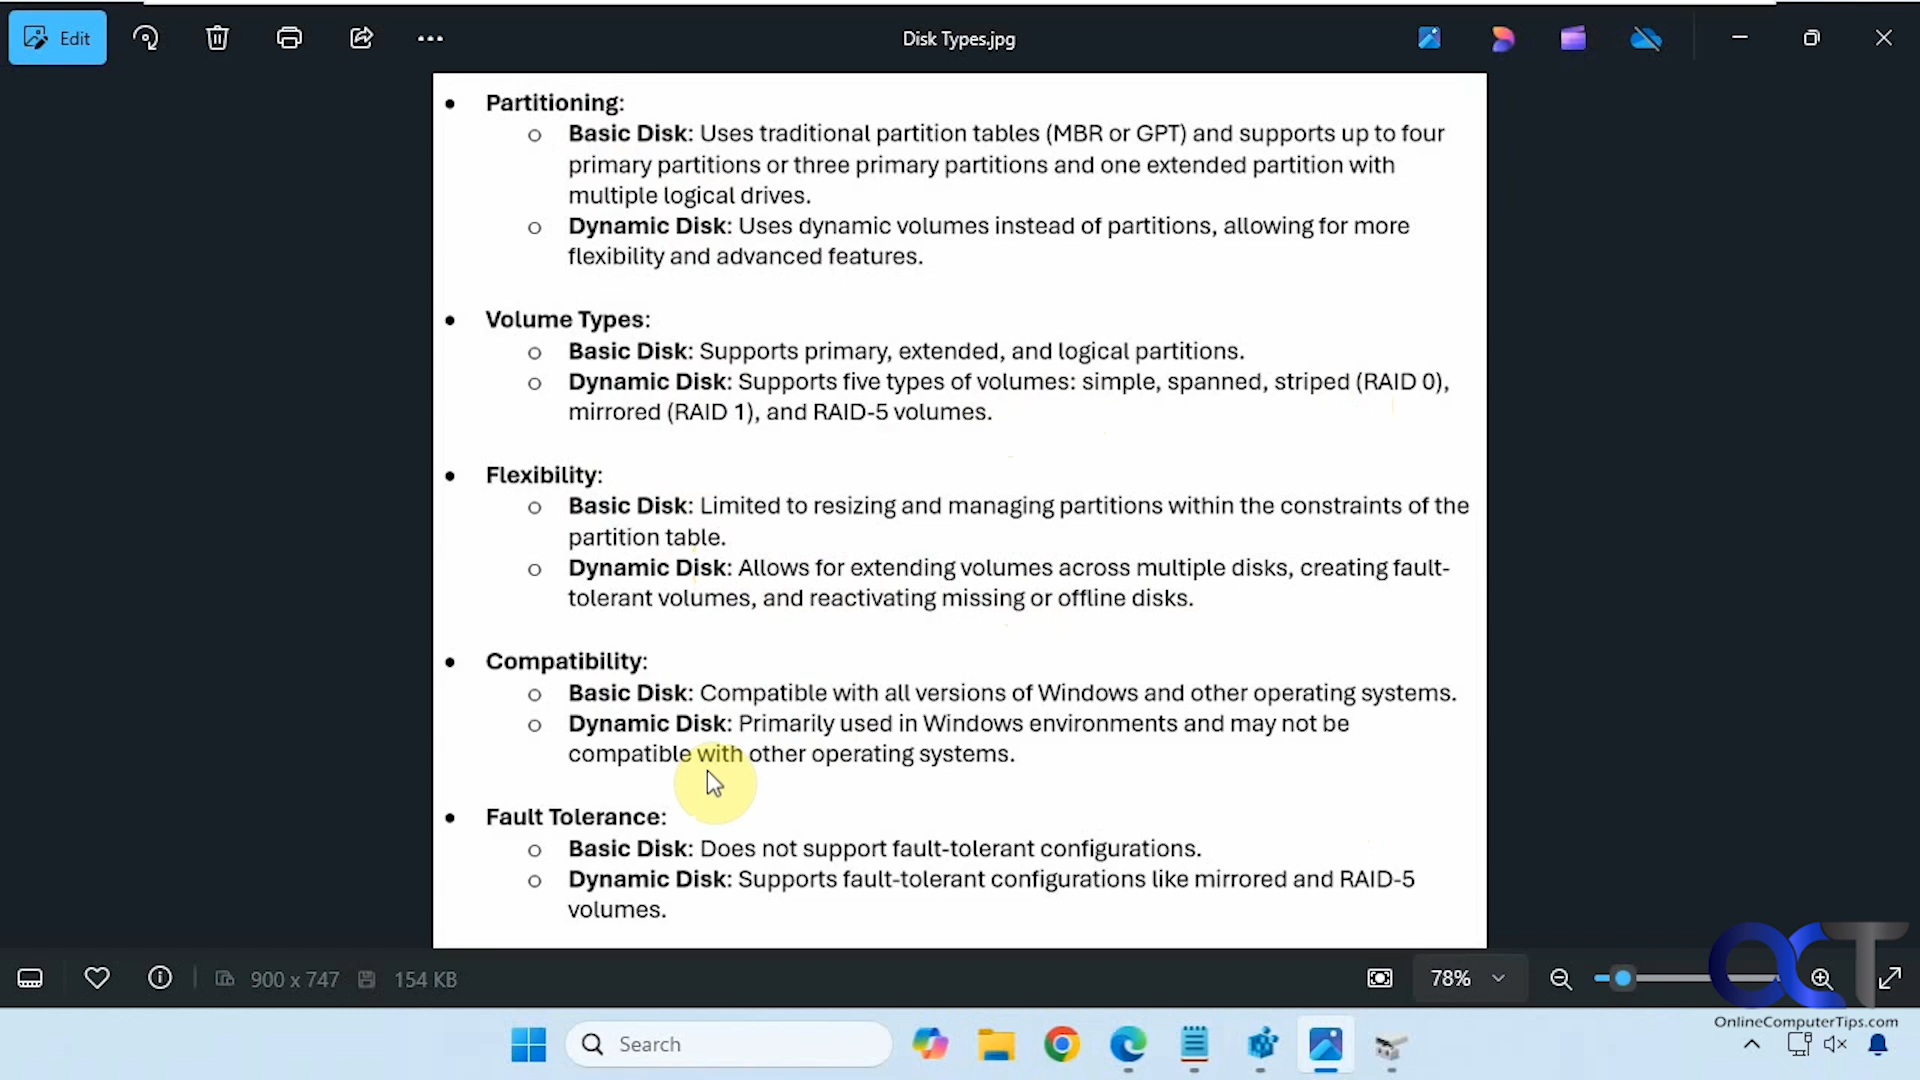 Edit
Disk Types.jpg
• Partitioning:
o Basic Disk: Uses traditional partition tables (MBR or GPT) and supports up to four
primary partitions or three primary partitions and one extended partition with
multiple logical drives.
o Dynamic Disk: Uses dynamic volumes instead of partitions, allowing for more
flexibility and advanced features.
• Volume Types:
o Basic Disk: Supports primary, extended, and logical partitions.
o Dynamic Disk: Supports five types of volumes: simple, spanned, striped (RAID 0),
mirrored (RAID 1), and RAID-5 volumes.
• Flexibility:
o Basic Disk: Limited to resizing and managing partitions within the constraints of the
partition table.
o Dynamic Disk: Allows for extending volumes across multiple disks, creating fault-
tolerant volumes, and reactivating missing or offline disks.
• Compatibility:
o Basic Disk: Compatible with all versions of Windows and other operating systems.
o Dynamic Disk: Primarily used in Windows environments and may not be
compatible with other operating systems.
• Fault Tolerance:
o Basic Disk: Does not support fault-tolerant configurations.
o Dynamic Disk: Supports fault-tolerant configurations like mirrored and RAID-5
volumes.
900 x 747 154 KB
78%
OCT
OnlineComputerTips.com
Search